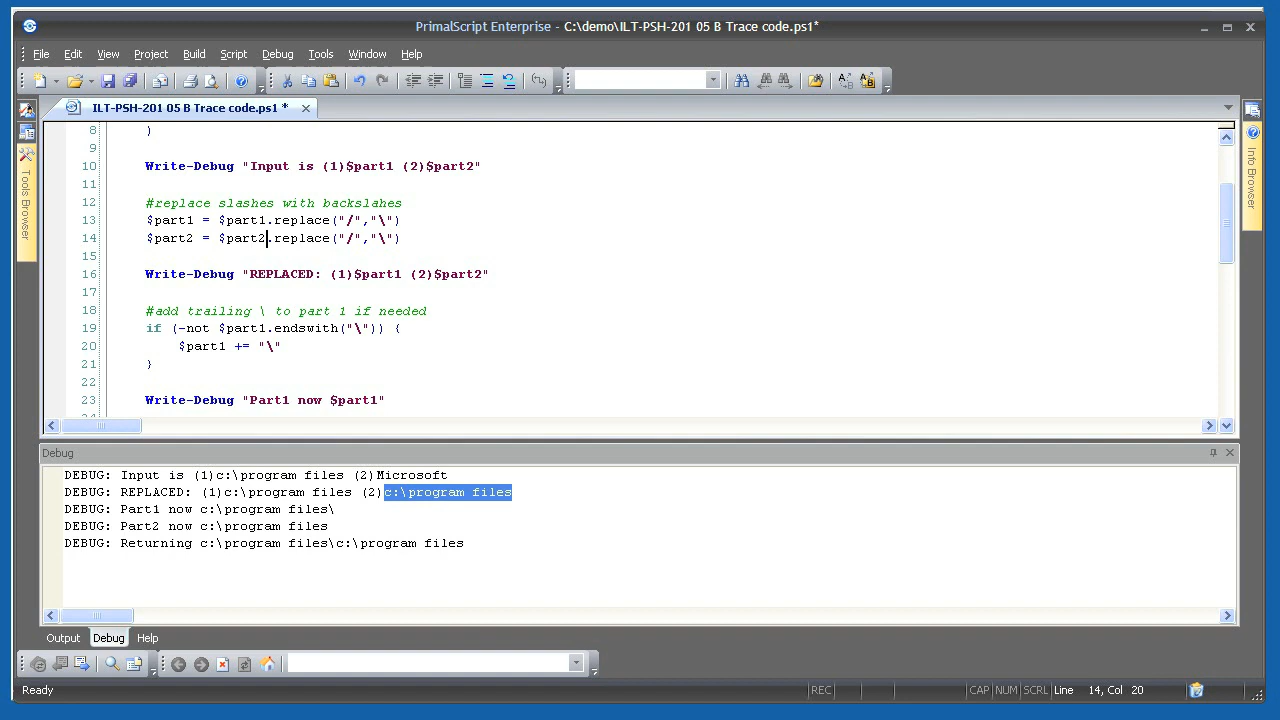 PrimalScript Enterprise - C:\demo\ILT-PSH-201 05 B Trace code.ps1*
File Edit View Project Build Script Debug Tools Window Help
ILT-PSH-201 05 B Trace code.ps1 *
8 )
9
10 Write-Debug "Input is (1)$part1 (2)$part2"
11
12 #replace slashes with backslahes
13 $part1 = $part1.replace("/","\")
14 $part2 = $part2.replace("/","\")
15
16 Write-Debug "REPLACED: (1)$part1 (2)$part2"
17
18 #add trailing \ to part 1 if needed
19 if (-not $part1.endswith("\")) {
20 $part1 += "\"
21 }
22
23 Write-Debug "Part1 now $part1"
Tools Browser
Info Browser
Debug
DEBUG: Input is (1)c:\program files (2)Microsoft
DEBUG: REPLACED: (1)c:\program files (2)c:\program files
DEBUG: Part1 now c:\program files\
DEBUG: Part2 now c:\program files
DEBUG: Returning c:\program files\c:\program files
Output Debug Help
Ready REC CAP NUM SCRL Line 14, Col 20